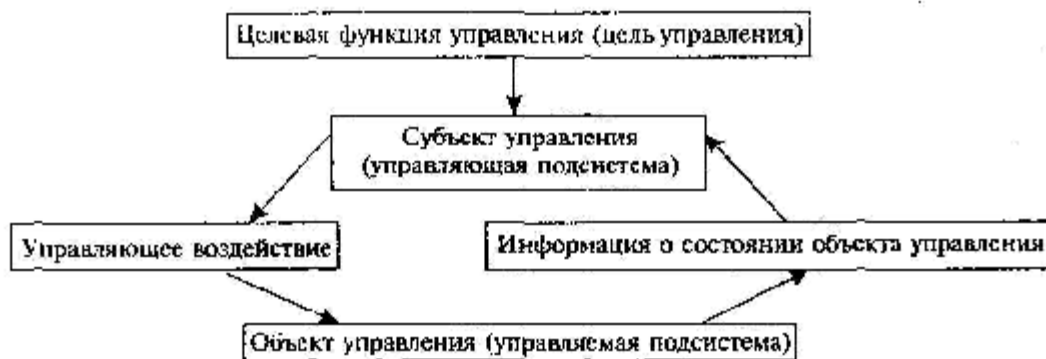 Целевая функция управления (цель управления)
Субъект управления
(управляющая подсистема)
Управляющее воздействие
Информация о состоянии объекта управления
Объект управления (управляемая подсистема)